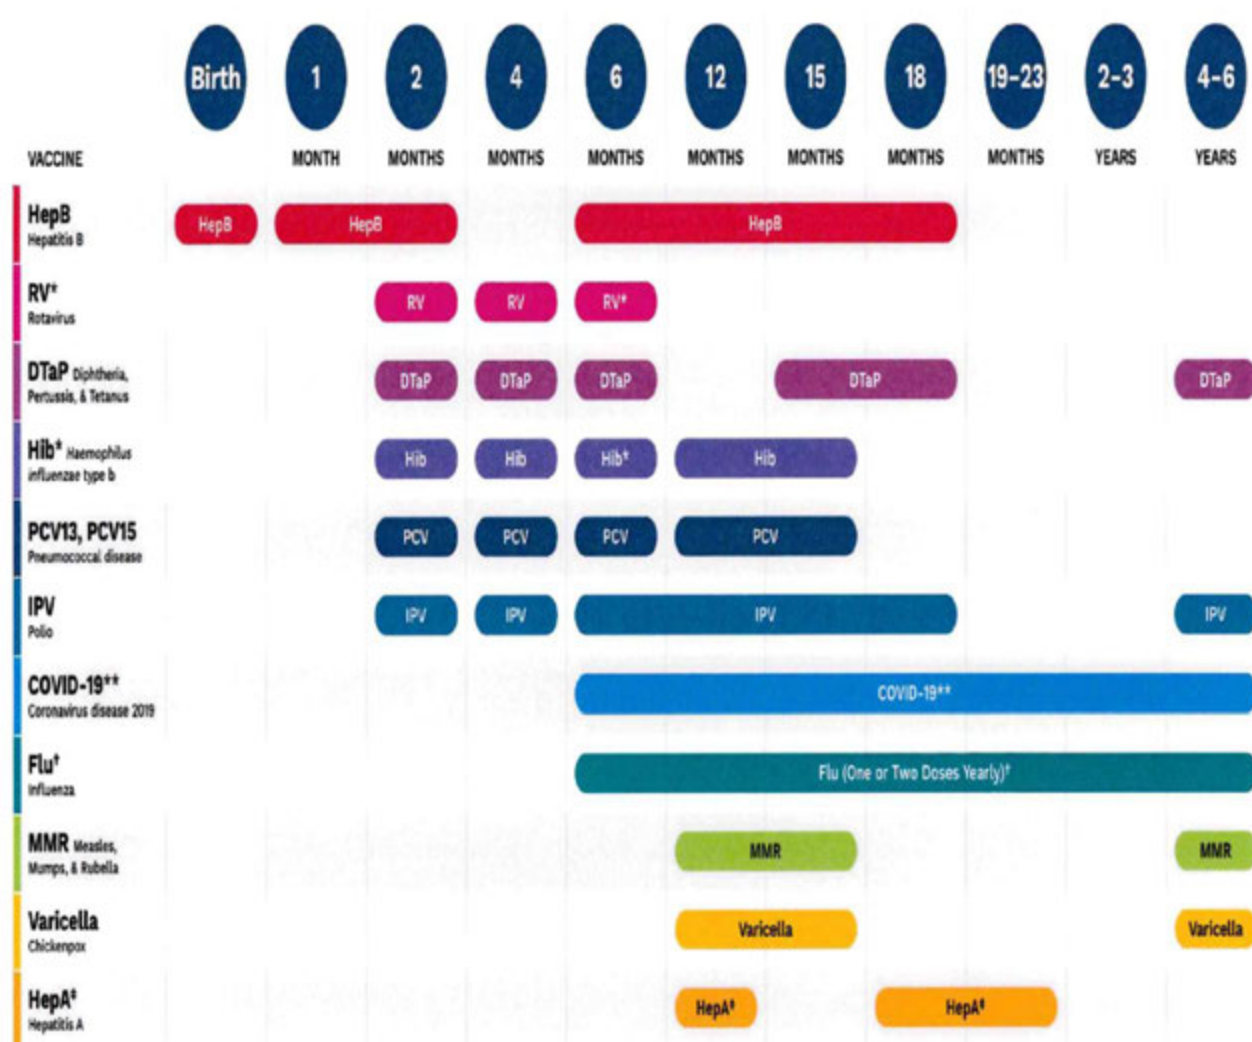 Birth 1 2 4 6 12 15 18 19-23 2-3 4-6
VACCINE MONTH MONTHS MONTHS MONTHS MONTHS MONTHS MONTHS MONTHS YEARS YEARS
HepB
Hepatitis B
HepB HepB HepB
RV*
Rotavirus
RV RV RV*
DTaP Diphtheria,
Pertussis, & Tetanus
DTaP DTaP DTaP DTaP DTaP
Hib* Haemophilus
influenzae type b
Hib Hib Hib* Hib
PCV13, PCV15
Pneumococcal disease
PCV PCV PCV PCV
IPV
Polio
IPV IPV IPV IPV
COVID-19**
Coronavirus disease 2019
COVID-19**
Flu†
Influenza
Flu (One or Two Doses Yearly)†
MMR Measles,
Mumps, & Rubella
MMR MMR
Varicella
Chickenpox
Varicella Varicella
HepA‡
Hepatitis A
HepA‡ HepA‡